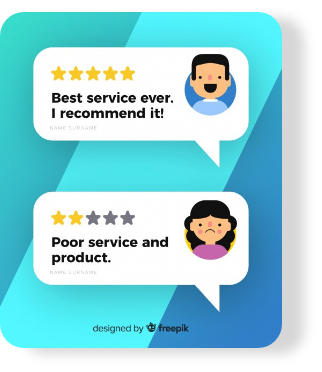 Best service ever.
I recommend it!
NAME SURNAME
Poor service and
product.
NAME SURNAME
designed by freepik